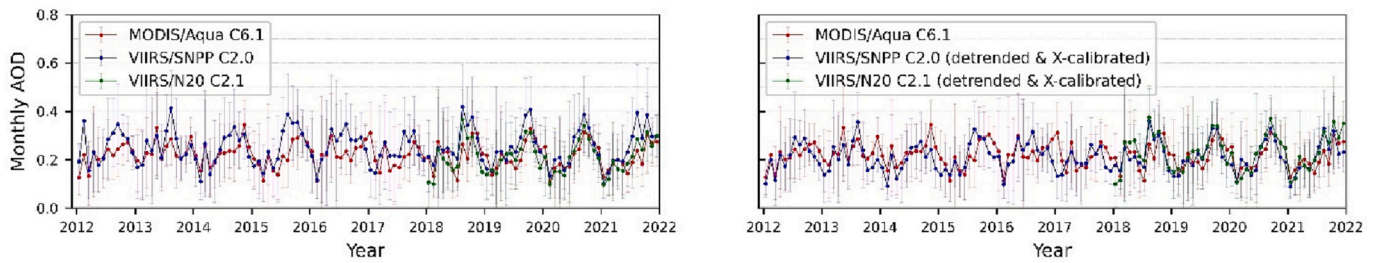 Monthly AOD
0.8
0.6
0.4
0.2
0.0
MODIS/Aqua C6.1
VIIRS/SNPP C2.0
VIIRS/N20 C2.1
2012 2013 2014 2015 2016 2017 2018 2019 2020 2021 2022
Year
MODIS/Aqua C6.1
VIIRS/SNPP C2.0 (detrended & X-calibrated)
VIIRS/N20 C2.1 (detrended & X-calibrated)
2012 2013 2014 2015 2016 2017 2018 2019 2020 2021 2022
Year